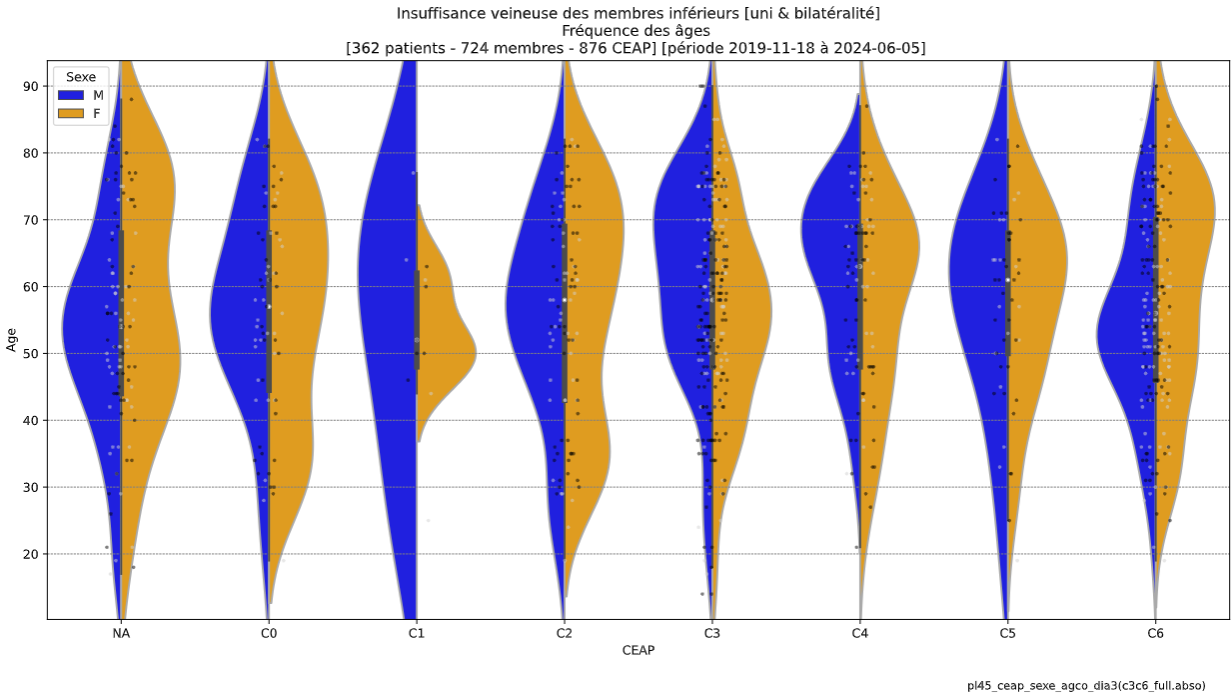 Insuffisance veineuse des membres inférieurs [uni & bilatéralité]
Fréquence des âges
[362 patients - 724 membres - 876 CEAP] [période 2019-11-18 à 2024-06-05]
Sexe
M
F
90
80
70
60
50
40
30
20
Age
NA C0 C1 C2 C3 C4 C5 C6
CEAP
pl45_ceap_sexe_agco_dia3(c3c6_full.abso)